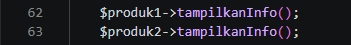 62 $produk1->tampilkanInfo();
63 $produk2->tampilkanInfo();